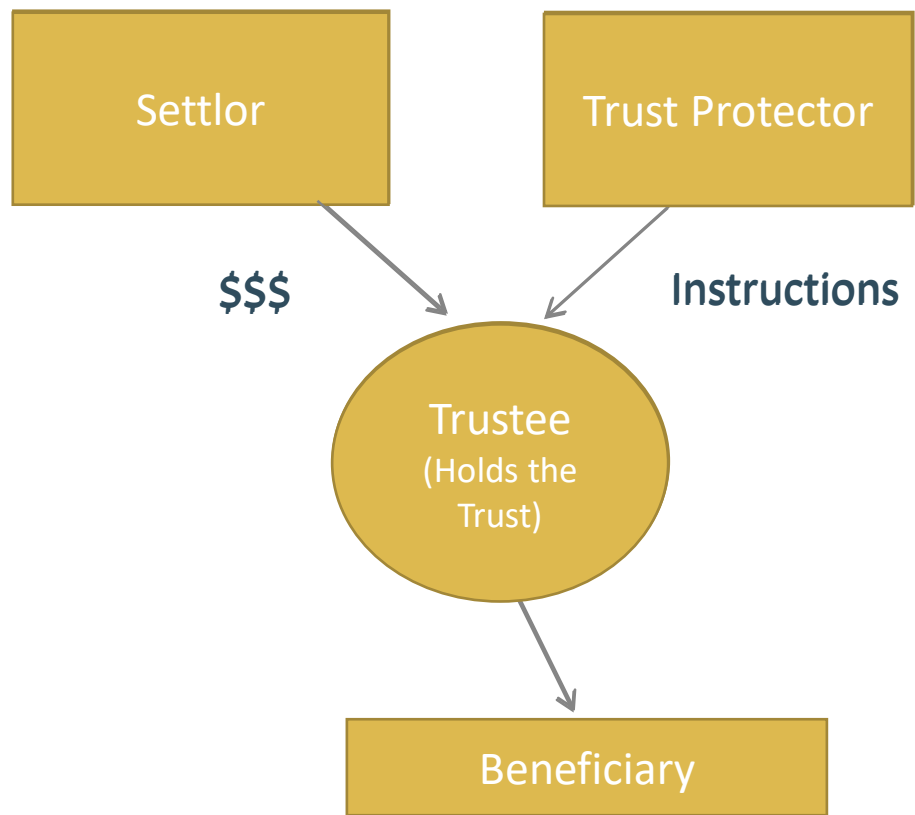 Settlor
Trust Protector
$$$
Instructions
Trustee
(Holds the
Trust)
Beneficiary